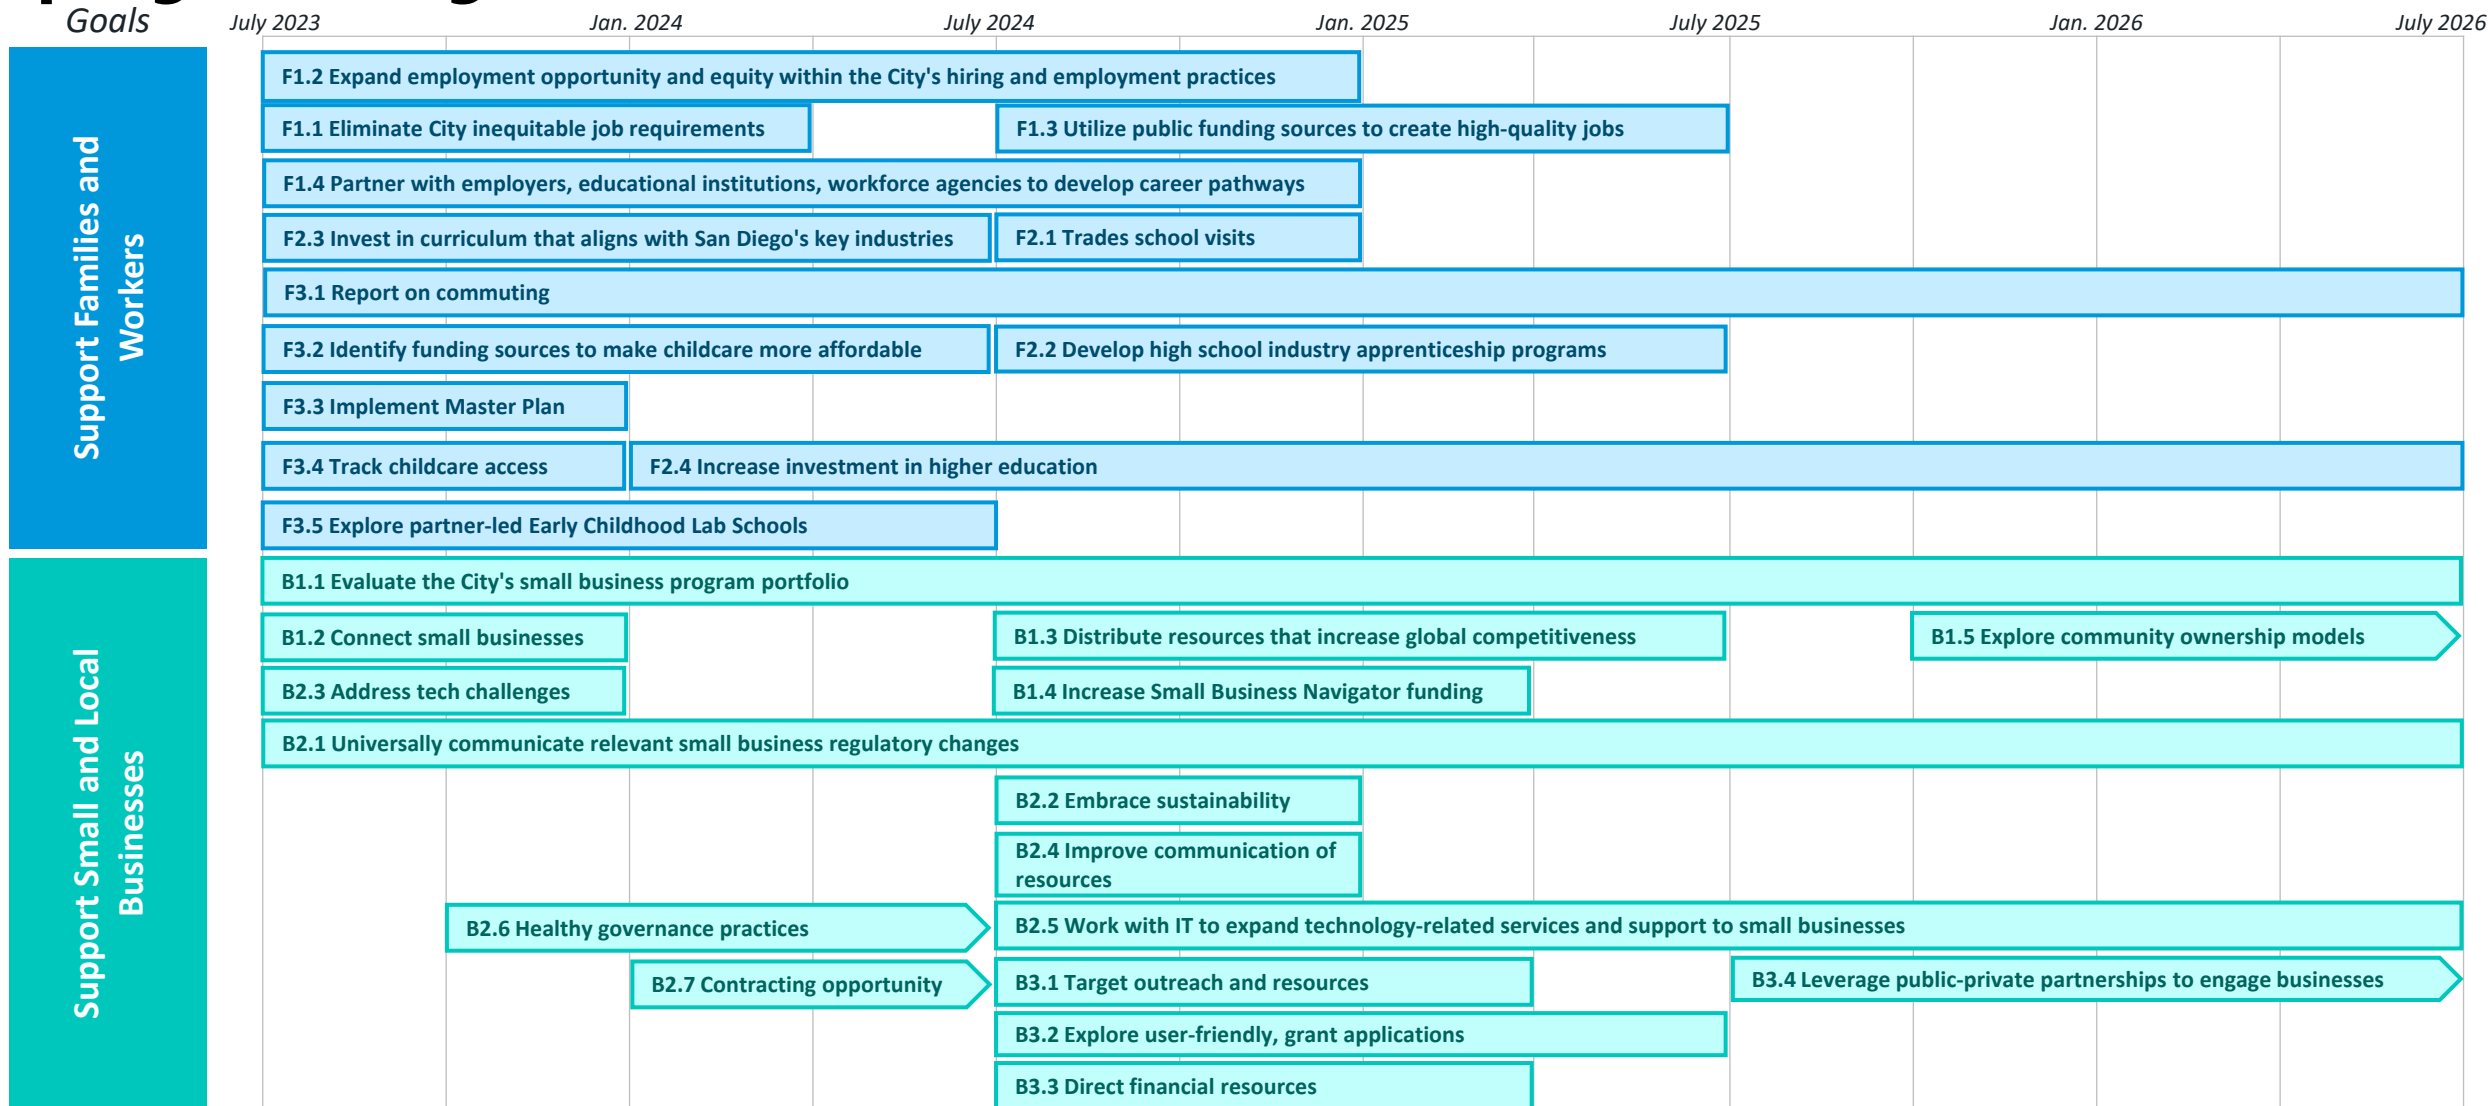 Goals
July 2023
Jan. 2024
July 2024
Jan. 2025
July 2025
Jan. 2026
July 2026
Support Families and
Workers
F1.2 Expand employment opportunity and equity within the City's hiring and employment practices
F1.1 Eliminate City inequitable job requirements
F1.3 Utilize public funding sources to create high-quality jobs
F1.4 Partner with employers, educational institutions, workforce agencies to develop career pathways
F2.3 Invest in curriculum that aligns with San Diego's key industries
F2.1 Trades school visits
F3.1 Report on commuting
F3.2 Identify funding sources to make childcare more affordable
F2.2 Develop high school industry apprenticeship programs
F3.3 Implement Master Plan
F3.4 Track childcare access
F2.4 Increase investment in higher education
F3.5 Explore partner-led Early Childhood Lab Schools
Support Small and Local
Businesses
B1.1 Evaluate the City's small business program portfolio
B1.2 Connect small businesses
B1.3 Distribute resources that increase global competitiveness
B1.5 Explore community ownership models
B2.3 Address tech challenges
B1.4 Increase Small Business Navigator funding
B2.1 Universally communicate relevant small business regulatory changes
B2.2 Embrace sustainability
B2.4 Improve communication of
resources
B2.6 Healthy governance practices
B2.5 Work with IT to expand technology-related services and support to small businesses
B2.7 Contracting opportunity
B3.1 Target outreach and resources
B3.4 Leverage public-private partnerships to engage businesses
B3.2 Explore user-friendly, grant applications
B3.3 Direct financial resources